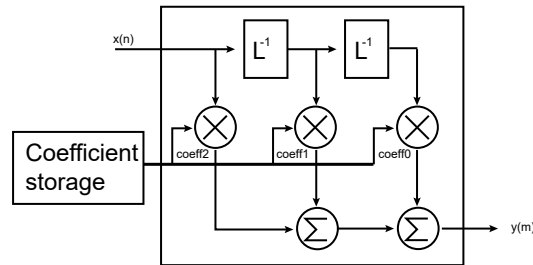 x(n)
L⁻¹
L⁻¹
Coefficient
storage
coeff2
coeff1
coeff0
Σ
Σ
y(m)